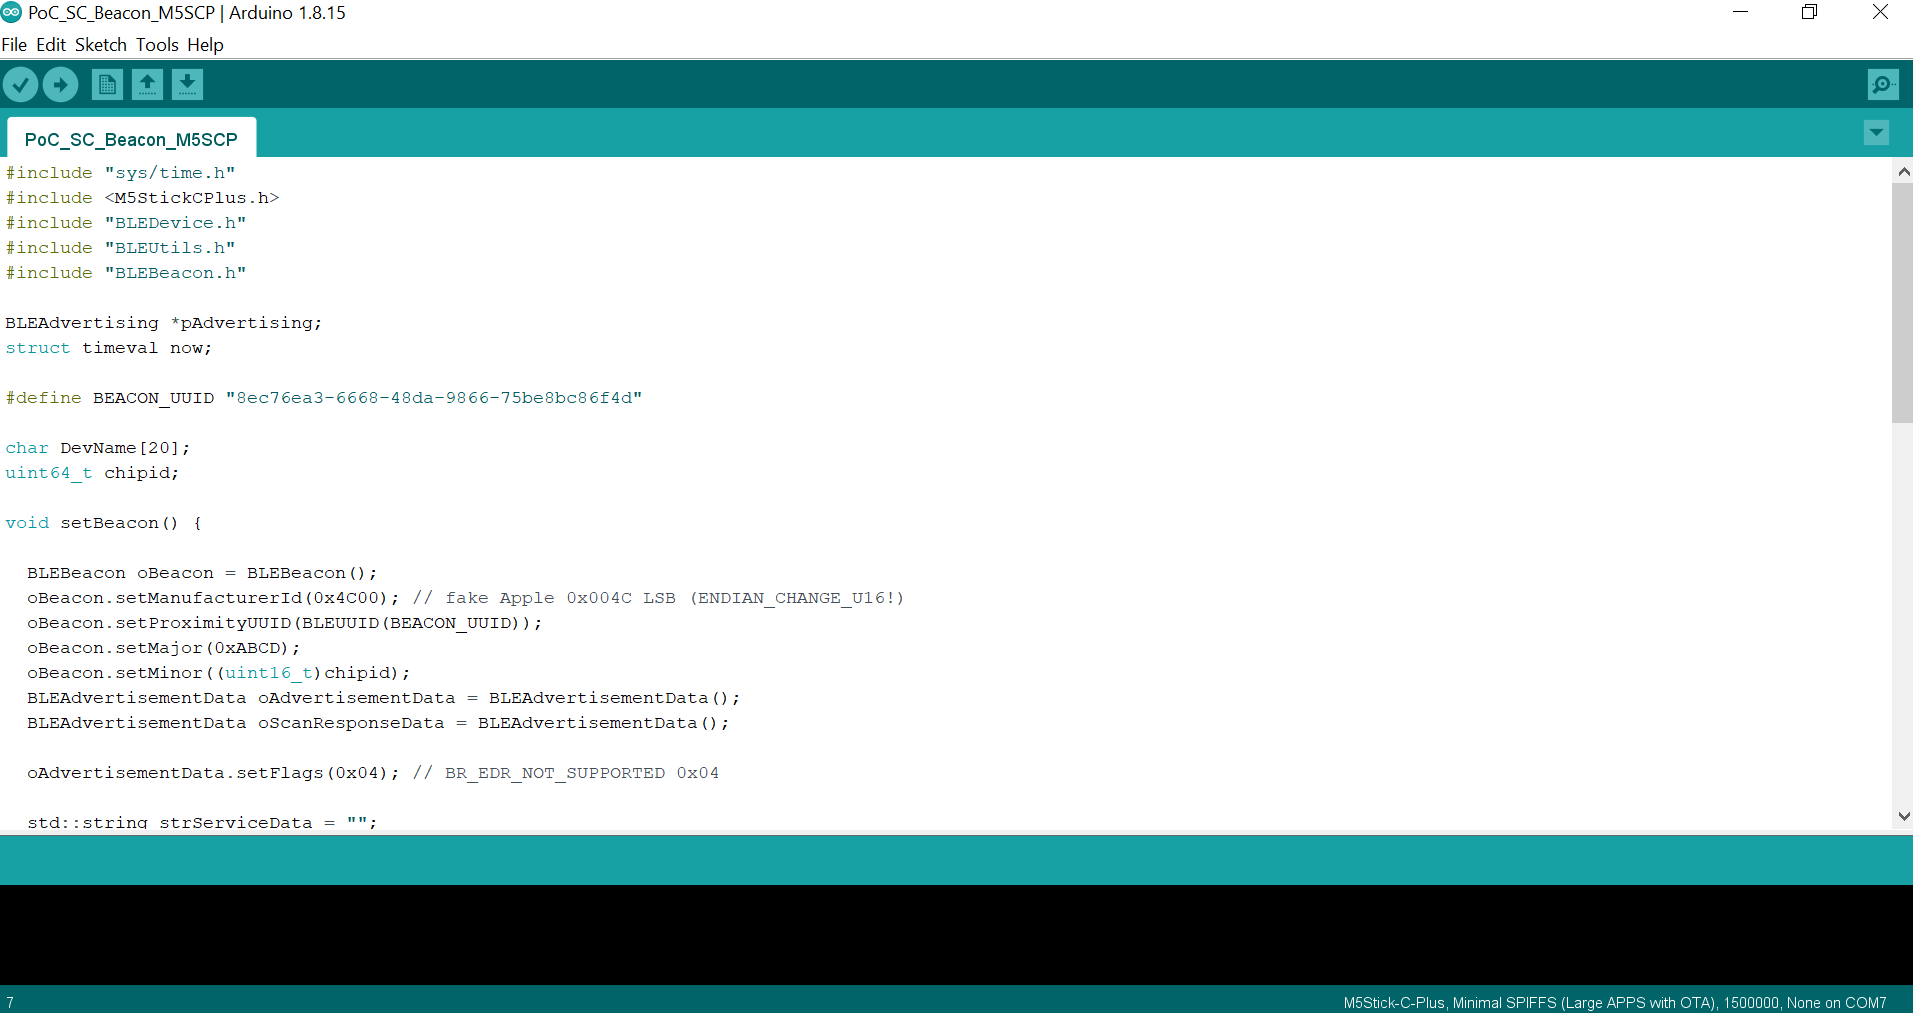 PoC_SC_Beacon_M5SCP | Arduino 1.8.15
File Edit Sketch Tools Help
PoC_SC_Beacon_M5SCP
#include "sys/time.h"
#include <M5StickCPlus.h>
#include "BLEDevice.h"
#include "BLEUtils.h"
#include "BLEBeacon.h"
BLEAdvertising *pAdvertising;
struct timeval now;
#define BEACON_UUID "8ec76ea3-6668-48da-9866-75be8bc86f4d"
char DevName[20];
uint64_t chipid;
void setBeacon() {
BLEBeacon oBeacon = BLEBeacon();
oBeacon.setManufacturerId(0x4C00); // fake Apple 0x004C LSB (ENDIAN_CHANGE_U16!)
oBeacon.setProximityUUID(BLEUUID(BEACON_UUID));
oBeacon.setMajor(0xABCD);
oBeacon.setMinor((uint16_t)chipid);
BLEAdvertisementData oAdvertisementData = BLEAdvertisementData();
BLEAdvertisementData oScanResponseData = BLEAdvertisementData();
oAdvertisementData.setFlags(0x04); // BR_EDR_NOT_SUPPORTED 0x04
std::string strServiceData = "";
7
M5Stick-C-Plus, Minimal SPIFFS (Large APPS with OTA), 1500000, None on COM7